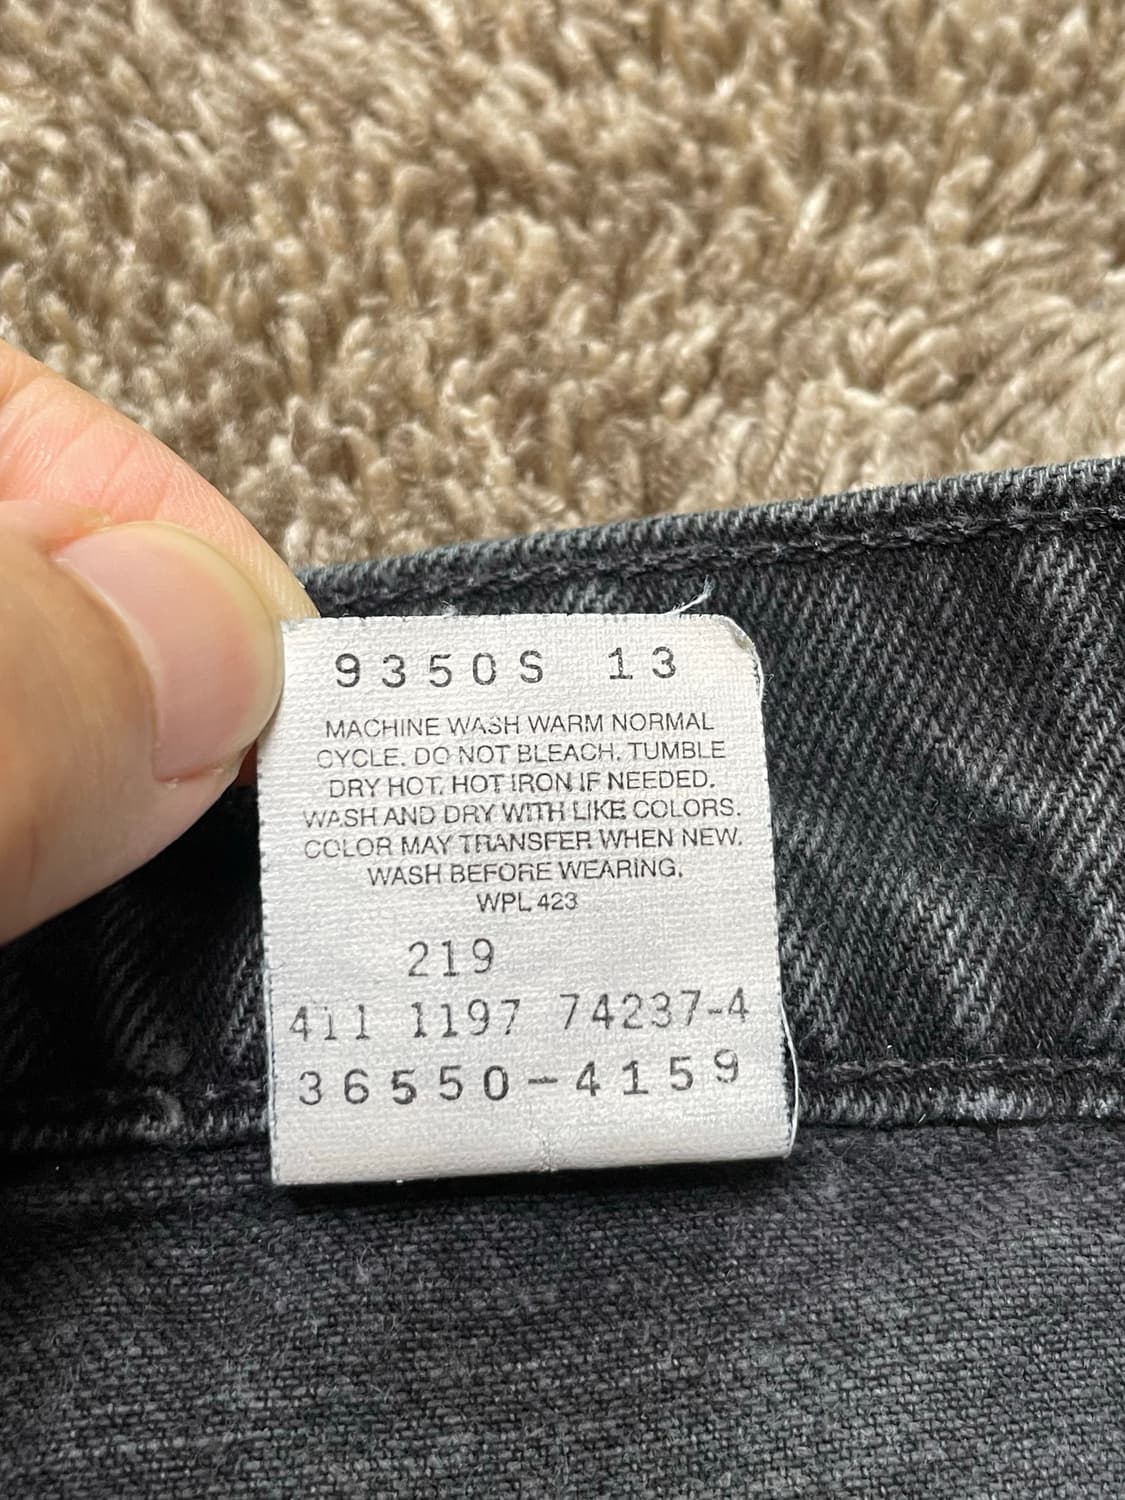 9350S 13
MACHINE WASH WARM NORMAL
CYCLE. DO NOT BLEACH. TUMBLE
DRY HOT. HOT IRON IF NEEDED.
WASH AND DRY WITH LIKE COLORS.
COLOR MAY TRANSFER WHEN NEW.
WASH BEFORE WEARING.
WPL 423
219
411 1197 74237-4
36550-4159